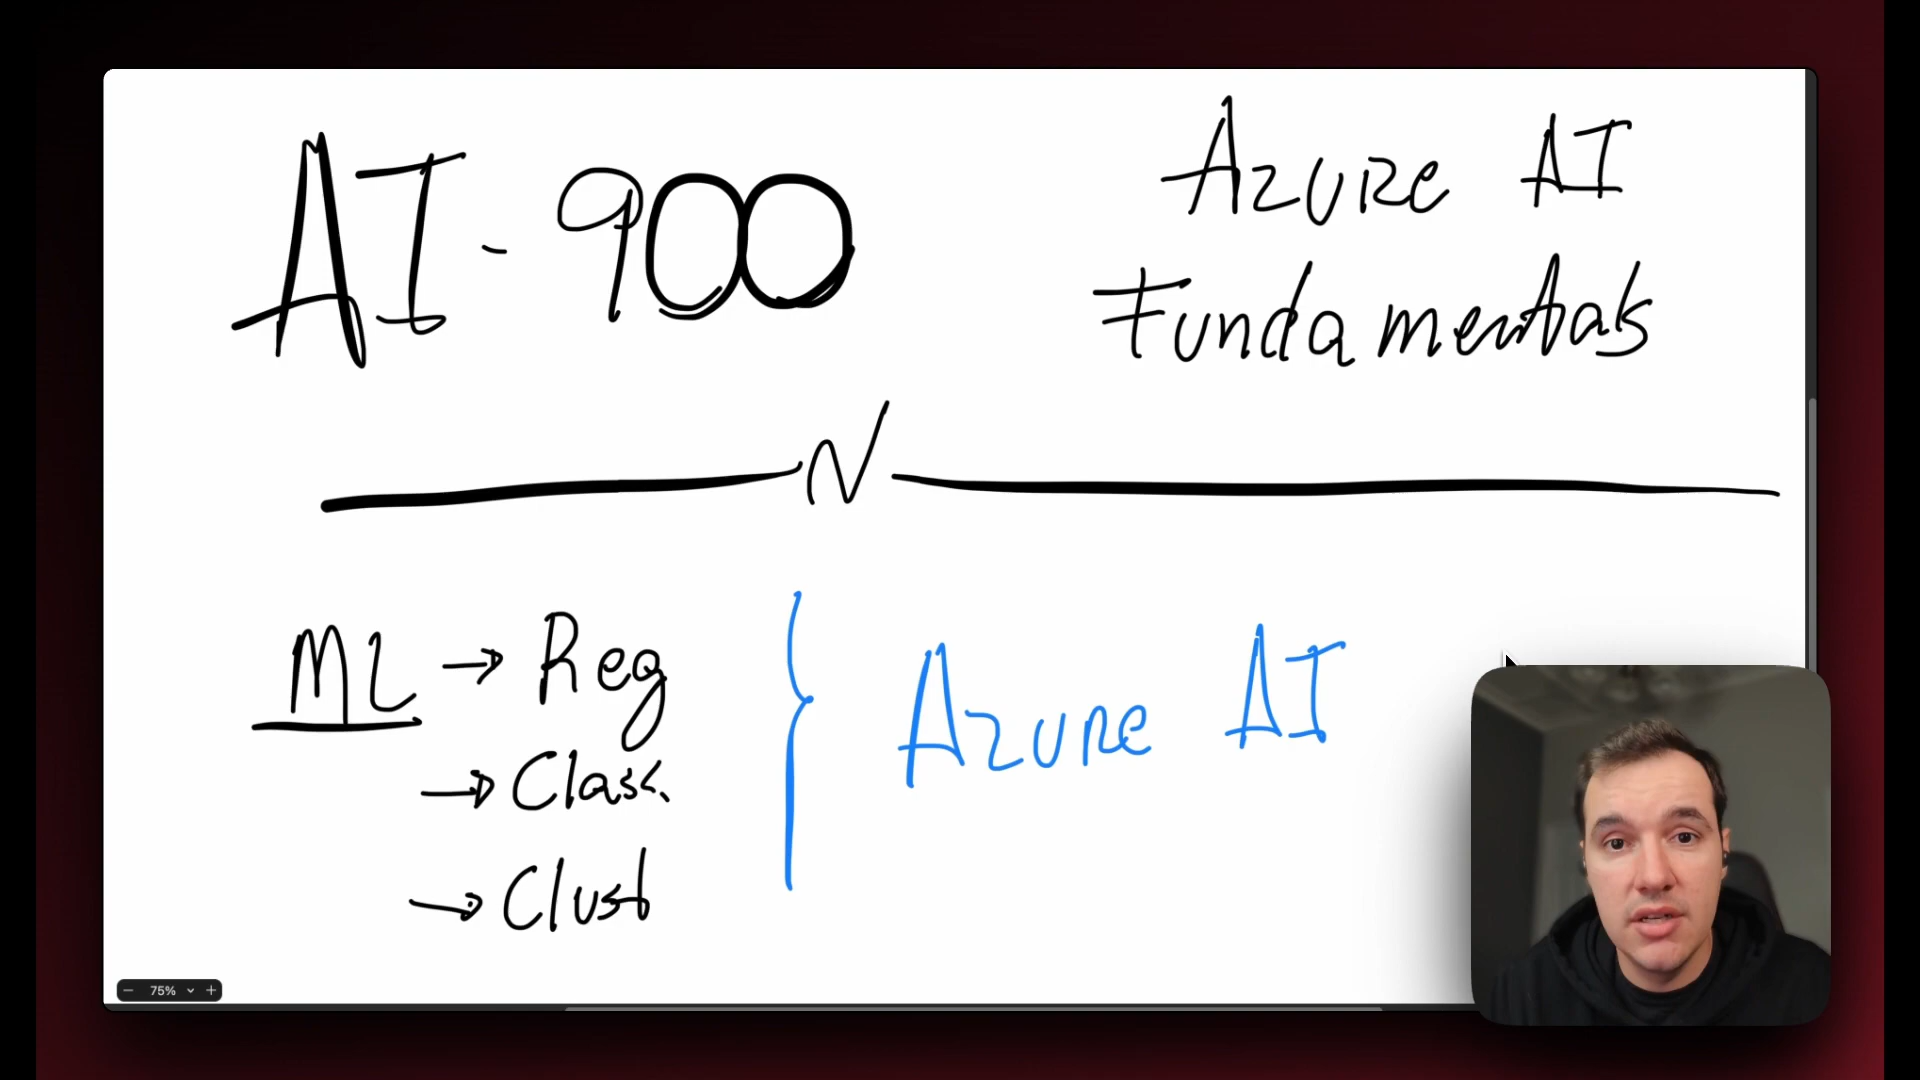 AI-900
Azure AI
Fundamentals
N
ML → Reg
→ Class.
→ Clust
Azure AI
− 75% +